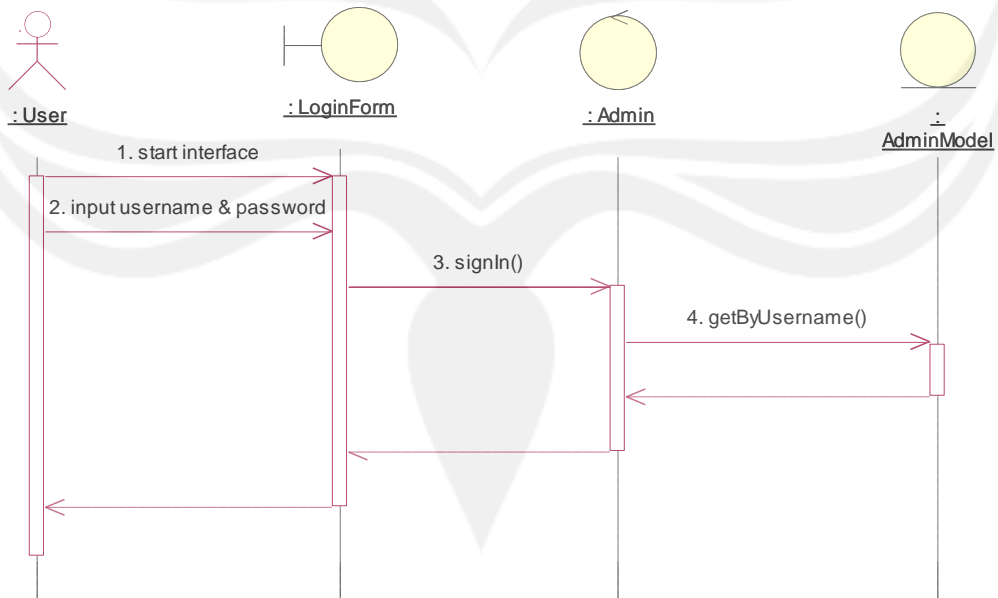 : User
: LoginForm
: Admin
:
AdminModel
1. start interface
2. input username & password
3. signIn()
4. getByUsername()